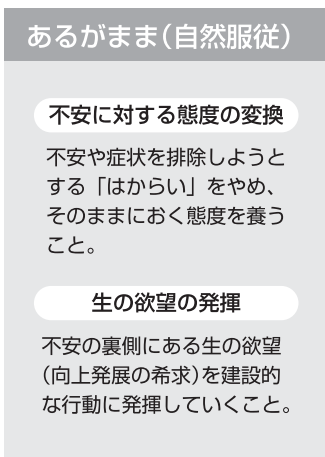 あるがまま(自然服従)
不安に対する態度の変換
不安や症状を排除しようと
する「はからい」をやめ、
そのままにおく態度を養う
こと。
生の欲望の発揮
不安の裏側にある生の欲望
(向上発展の希求)を建設的
な行動に発揮していくこと。